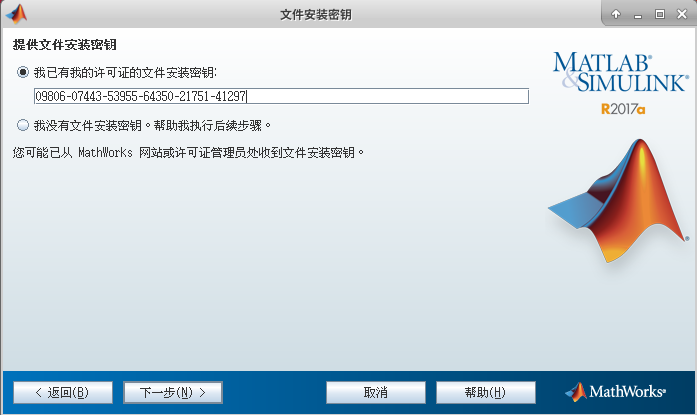 文件安装密钥
提供文件安装密钥
我已有我的许可证的文件安装密钥:
09806-07443-53955-64350-21751-41297
我没有文件安装密钥。帮助我执行后续步骤。
您可能已从 MathWorks 网站或许可证管理员处收到文件安装密钥。
MATLAB®
&SIMULINK®
R2017a
®
< 返回(B)
下一步(N) >
取消
帮助(H)
MathWorks®